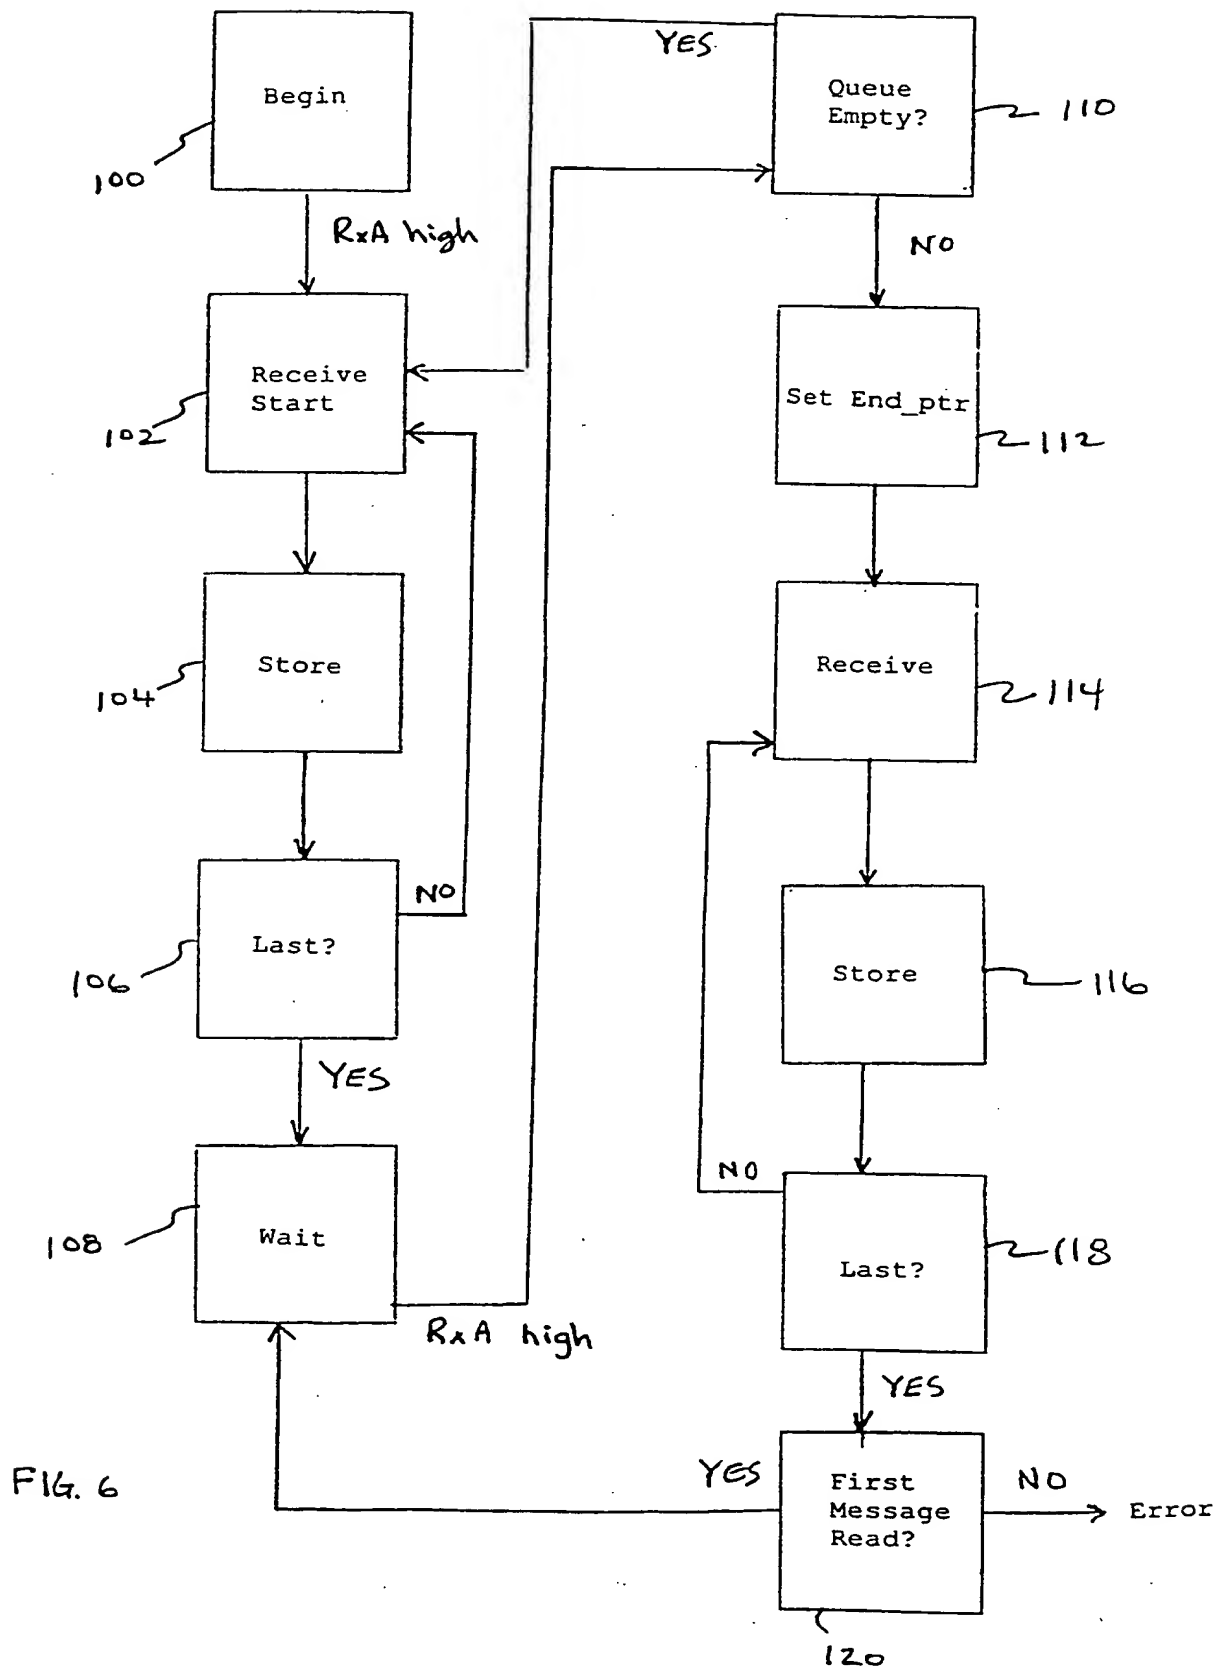 Begin
100
RxA high
Receive
Start
102
Store
104
Last?
106
NO
YES
Wait
108
RxA high
YES
Queue
Empty?
110
NO
Set End_ptr
112
Receive
114
Store
116
NO
Last?
118
YES
First
Message
Read?
120
YES
NO
Error
FIG. 6